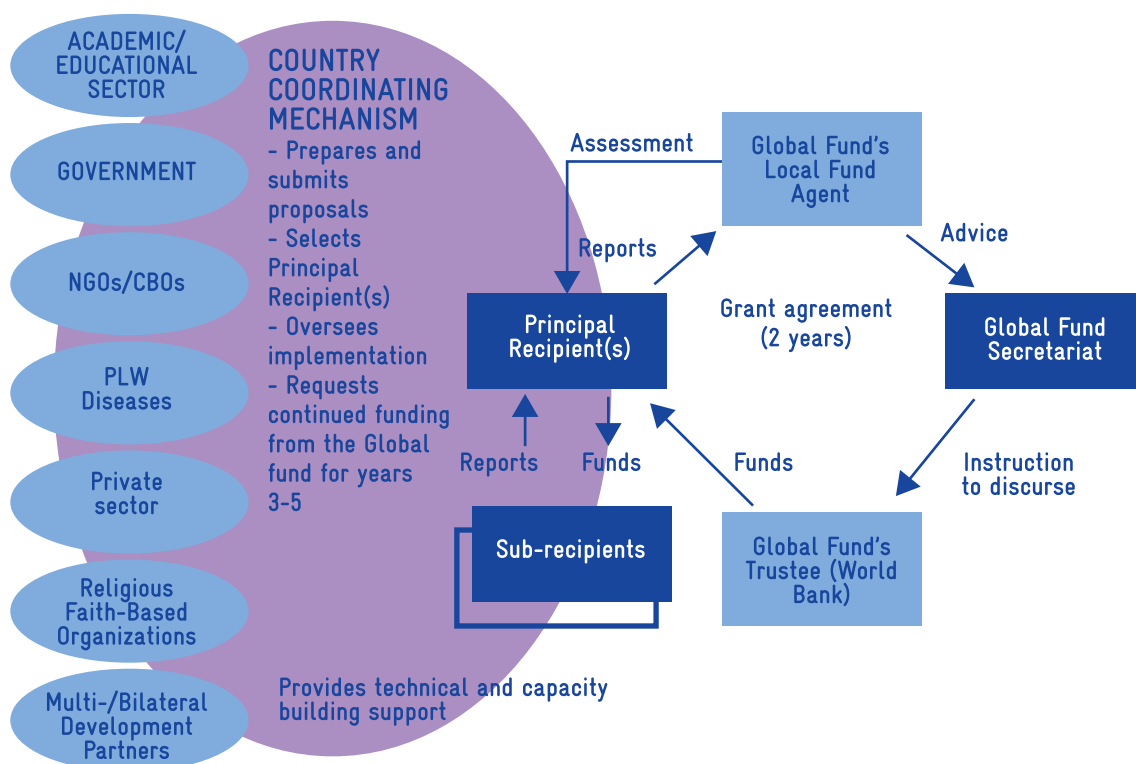 ACADEMIC/
EDUCATIONAL
SECTOR
GOVERNMENT
NGOs/CBOs
PLW
Diseases
Private
sector
Religious
Faith-Based
Organizations
Multi-/Bilateral
Development
Partners
COUNTRY
COORDINATING
MECHANISM
- Prepares and
submits
proposals
- Selects
Principal
Recipient(s)
- Oversees
implementation
- Requests
continued funding
from the Global
fund for years
3-5
Provides technical and capacity
building support
Assessment
Global Fund's
Local Fund
Agent
Reports
Advice
Principal
Recipient(s)
Grant agreement
(2 years)
Global Fund
Secretariat
Reports
Funds
Funds
Instruction
to discurse
Sub-recipients
Global Fund's
Trustee (World
Bank)